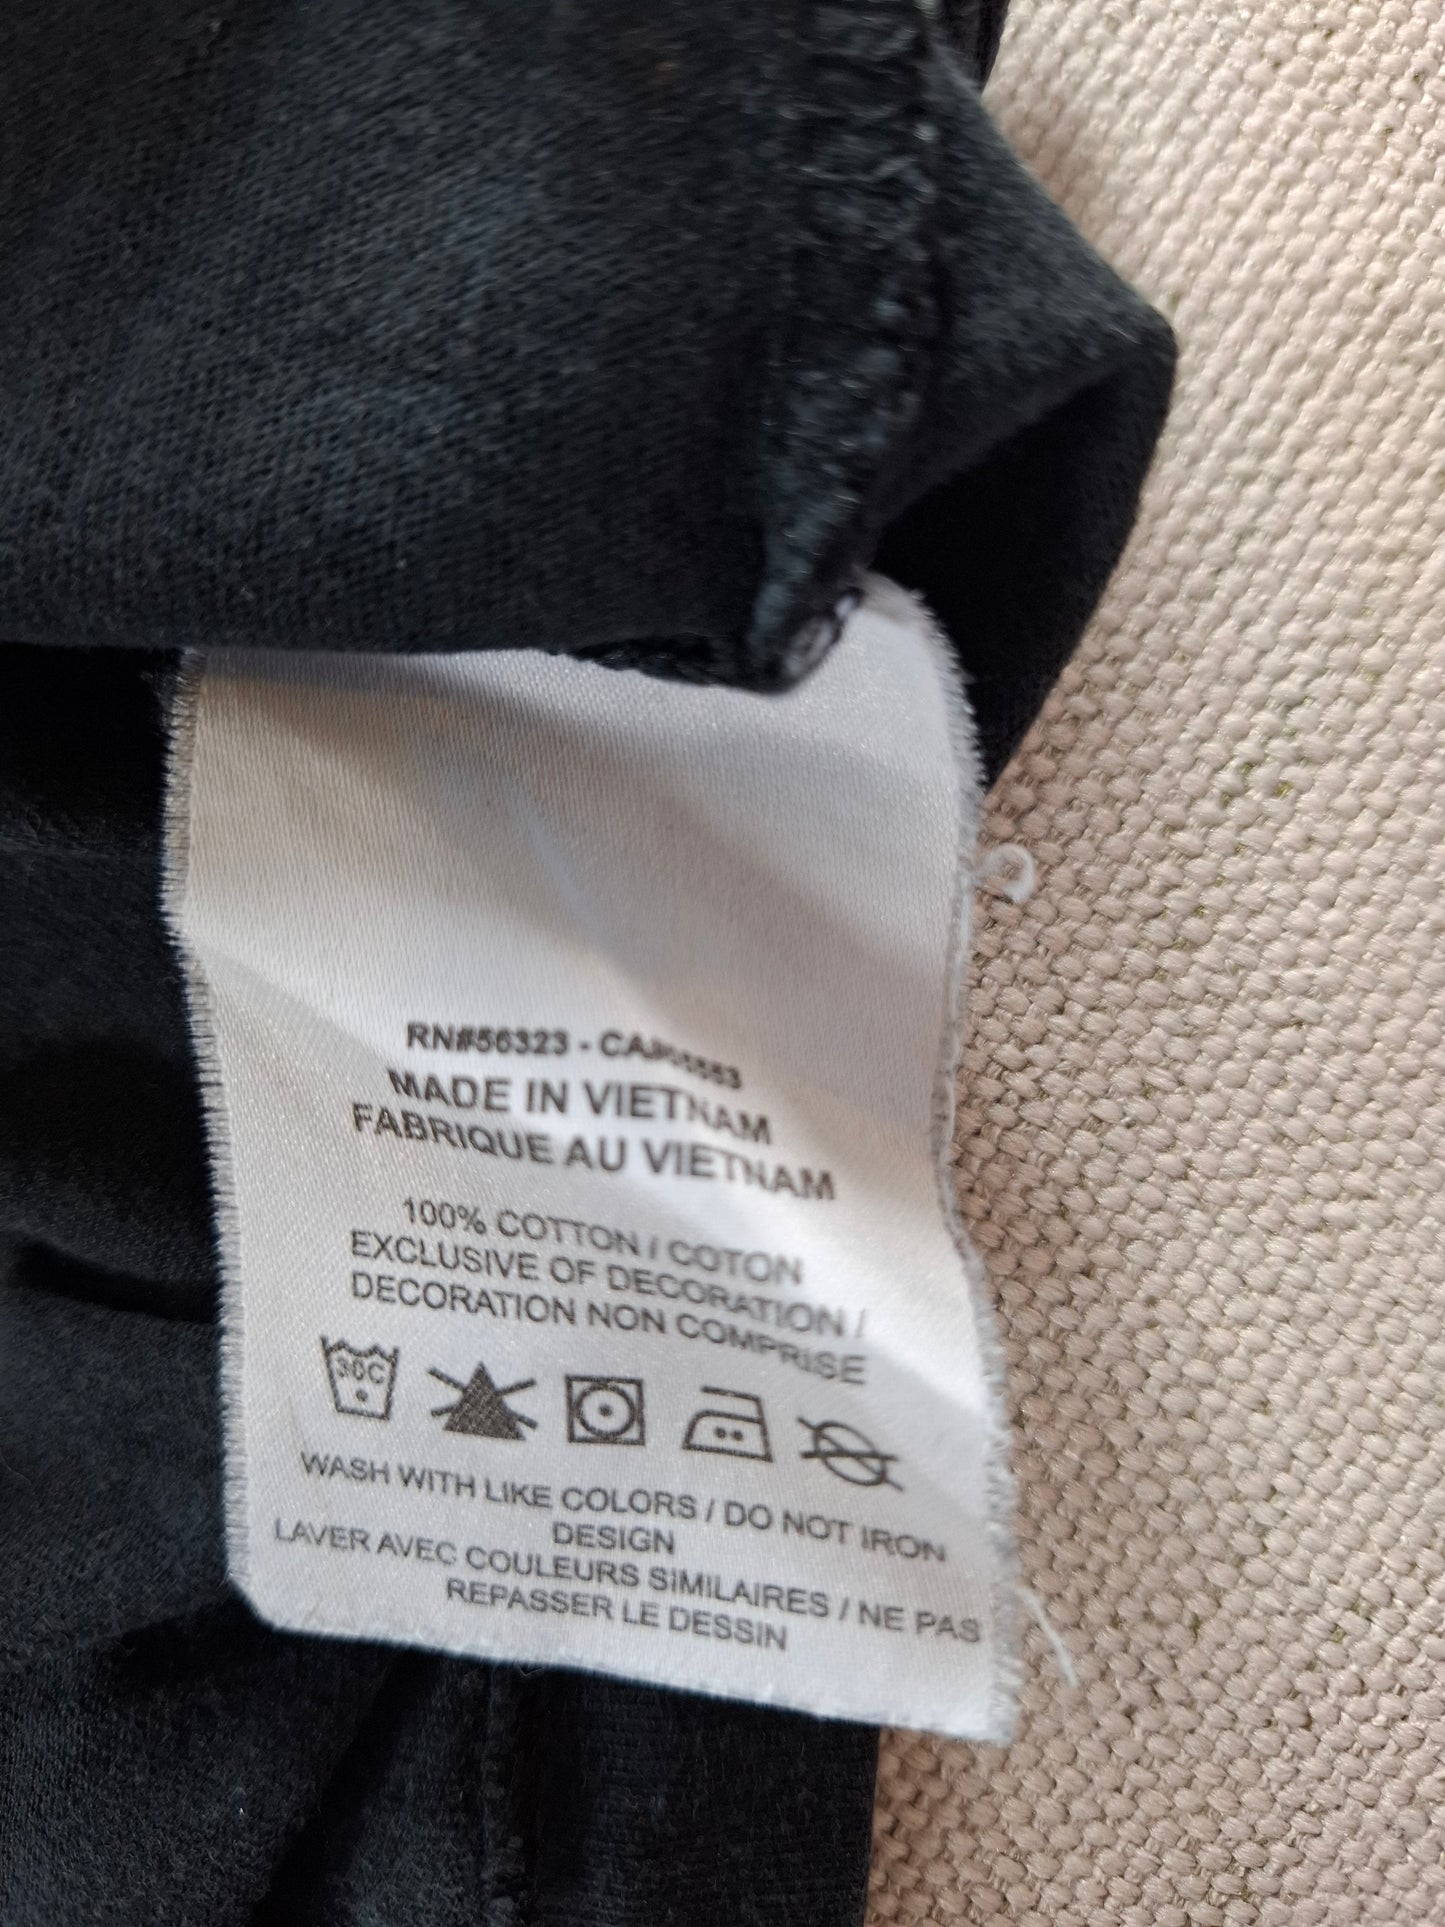 RN#56323 -
MADE IN VIETNAM
FABRIQUE AU VIETNAM
100% COTTON / COTON
EXCLUSIVE OF DECORATION /
DECORATION NON COMPRISE
30C
WASH WITH LIKE COLORS / DO NOT IRON
DESIGN
LAVER AVEC COULEURS SIMILAIRES / NE PAS
REPASSER LE DESSIN